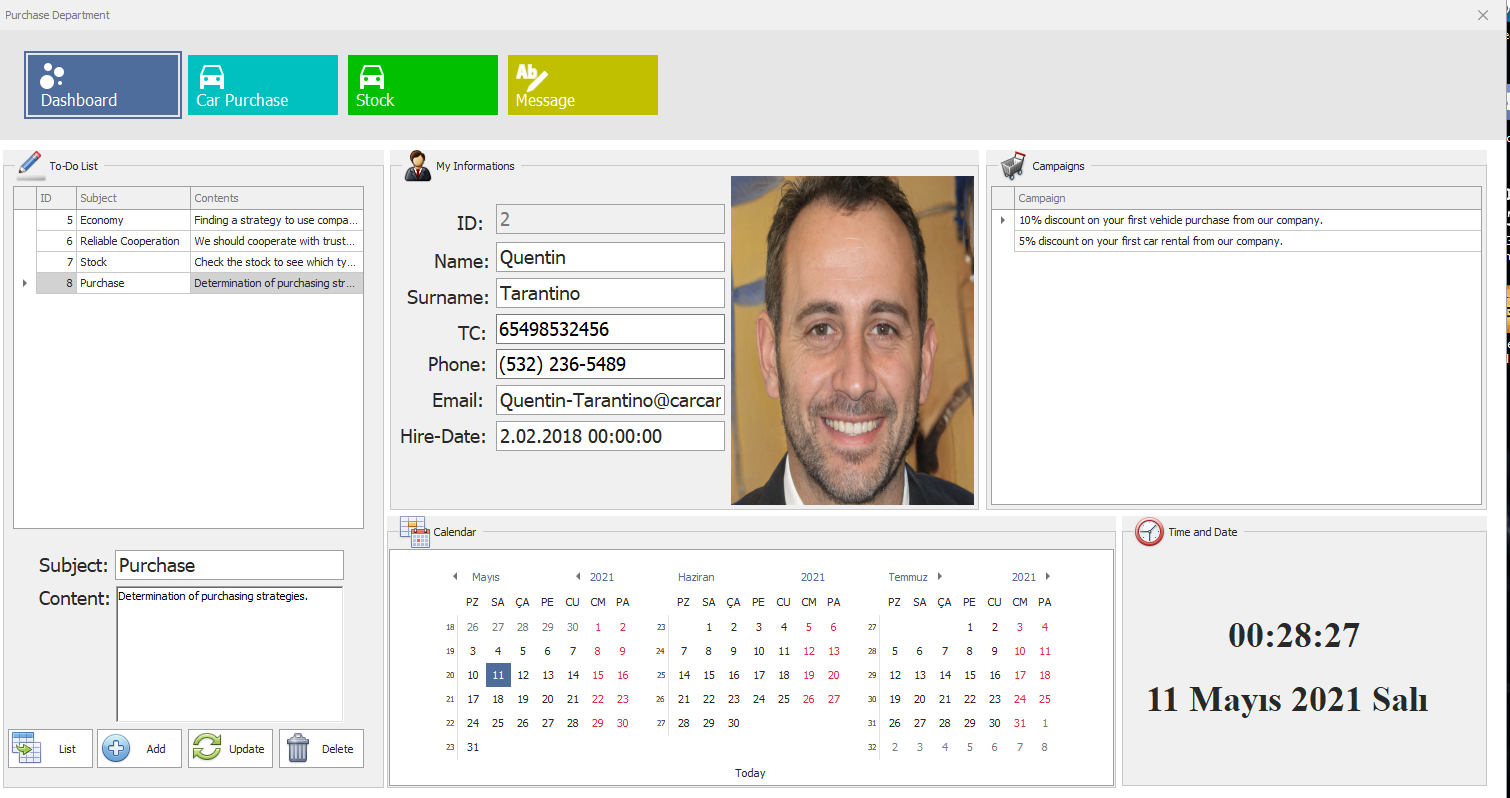 Purchase Department
Dashboard
Car Purchase
Stock
Ab
Message
To-Do List
ID Subject Contents
5 Economy Finding a strategy to use compa...
6 Reliable Cooperation We should cooperate with trust...
7 Stock Check the stock to see which ty...
8 Purchase Determination of purchasing str...
Subject: Purchase
Content: Determination of purchasing strategies.
List Add Update Delete
My Informations
ID: 2
Name: Quentin
Surname: Tarantino
TC: 65498532456
Phone: (532) 236-5489
Email: Quentin-Tarantino@carcar
Hire-Date: 2.02.2018 00:00:00
Campaigns
Campaign
10% discount on your first vehicle purchase from our company.
5% discount on your first car rental from our company.
Calendar
Mayıs 2021
PZ SA ÇA PE CU CM PA
18 26 27 28 29 30 1 2
19 3 4 5 6 7 8 9
20 10 11 12 13 14 15 16
21 17 18 19 20 21 22 23
22 24 25 26 27 28 29 30
23 31
Haziran 2021
PZ SA ÇA PE CU CM PA
23 1 2 3 4 5 6
24 7 8 9 10 11 12 13
25 14 15 16 17 18 19 20
26 21 22 23 24 25 26 27
27 28 29 30
Temmuz 2021
PZ SA ÇA PE CU CM PA
27 1 2 3 4
28 5 6 7 8 9 10 11
29 12 13 14 15 16 17 18
30 19 20 21 22 23 24 25
31 26 27 28 29 30 31 1
32 2 3 4 5 6 7 8
Today
Time and Date
00:28:27
11 Mayıs 2021 Salı